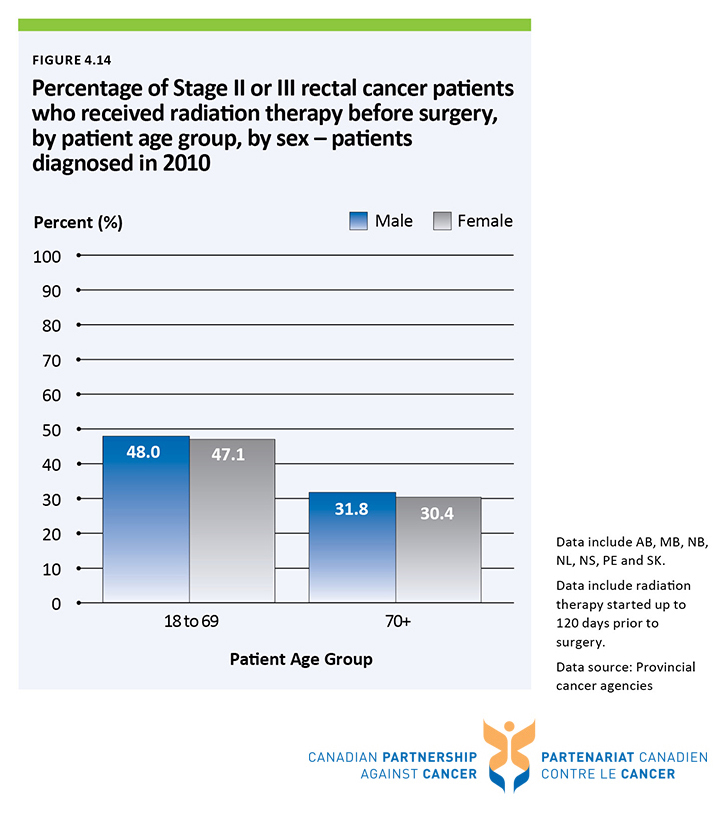 FIGURE 4.14
Percentage of Stage II or III rectal cancer patients
who received radiation therapy before surgery,
by patient age group, by sex – patients
diagnosed in 2010
Percent (%)
Male
Female
100
90
80
70
60
50
40
30
20
10
0
48.0
47.1
31.8
30.4
18 to 69
70+
Patient Age Group
Data include AB, MB, NB,
NL, NS, PE and SK.
Data include radiation
therapy started up to
120 days prior to
surgery.
Data source: Provincial
cancer agencies
CANADIAN PARTNERSHIP
AGAINST CANCER
PARTENARIAT CANADIEN
CONTRE LE CANCER